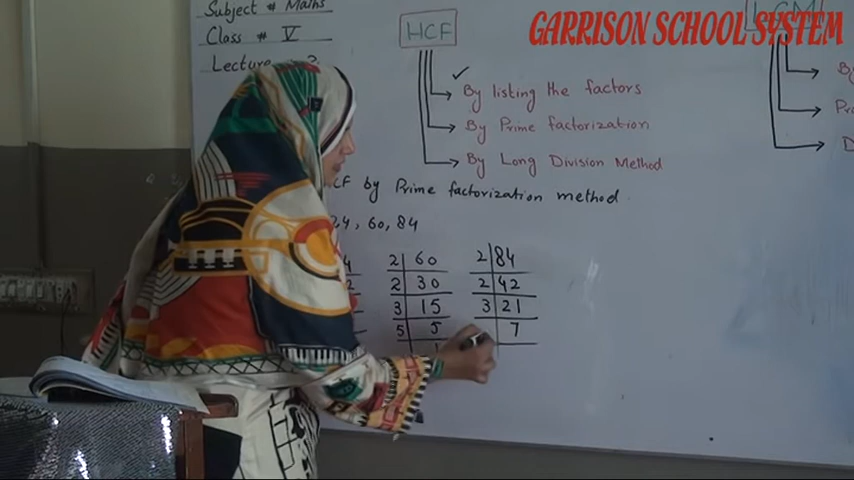 Subject # Maths
Class # V
Lecture
HCF
GARRISON SCHOOL SYSTEM
LCM
✓
By listing the factors
By Prime factorization
By Long Division Method
HCF by Prime factorization method
24, 60, 84
2 | 60
2 | 30
3 | 15
5 | 5
1
2 | 84
2 | 42
3 | 21
7